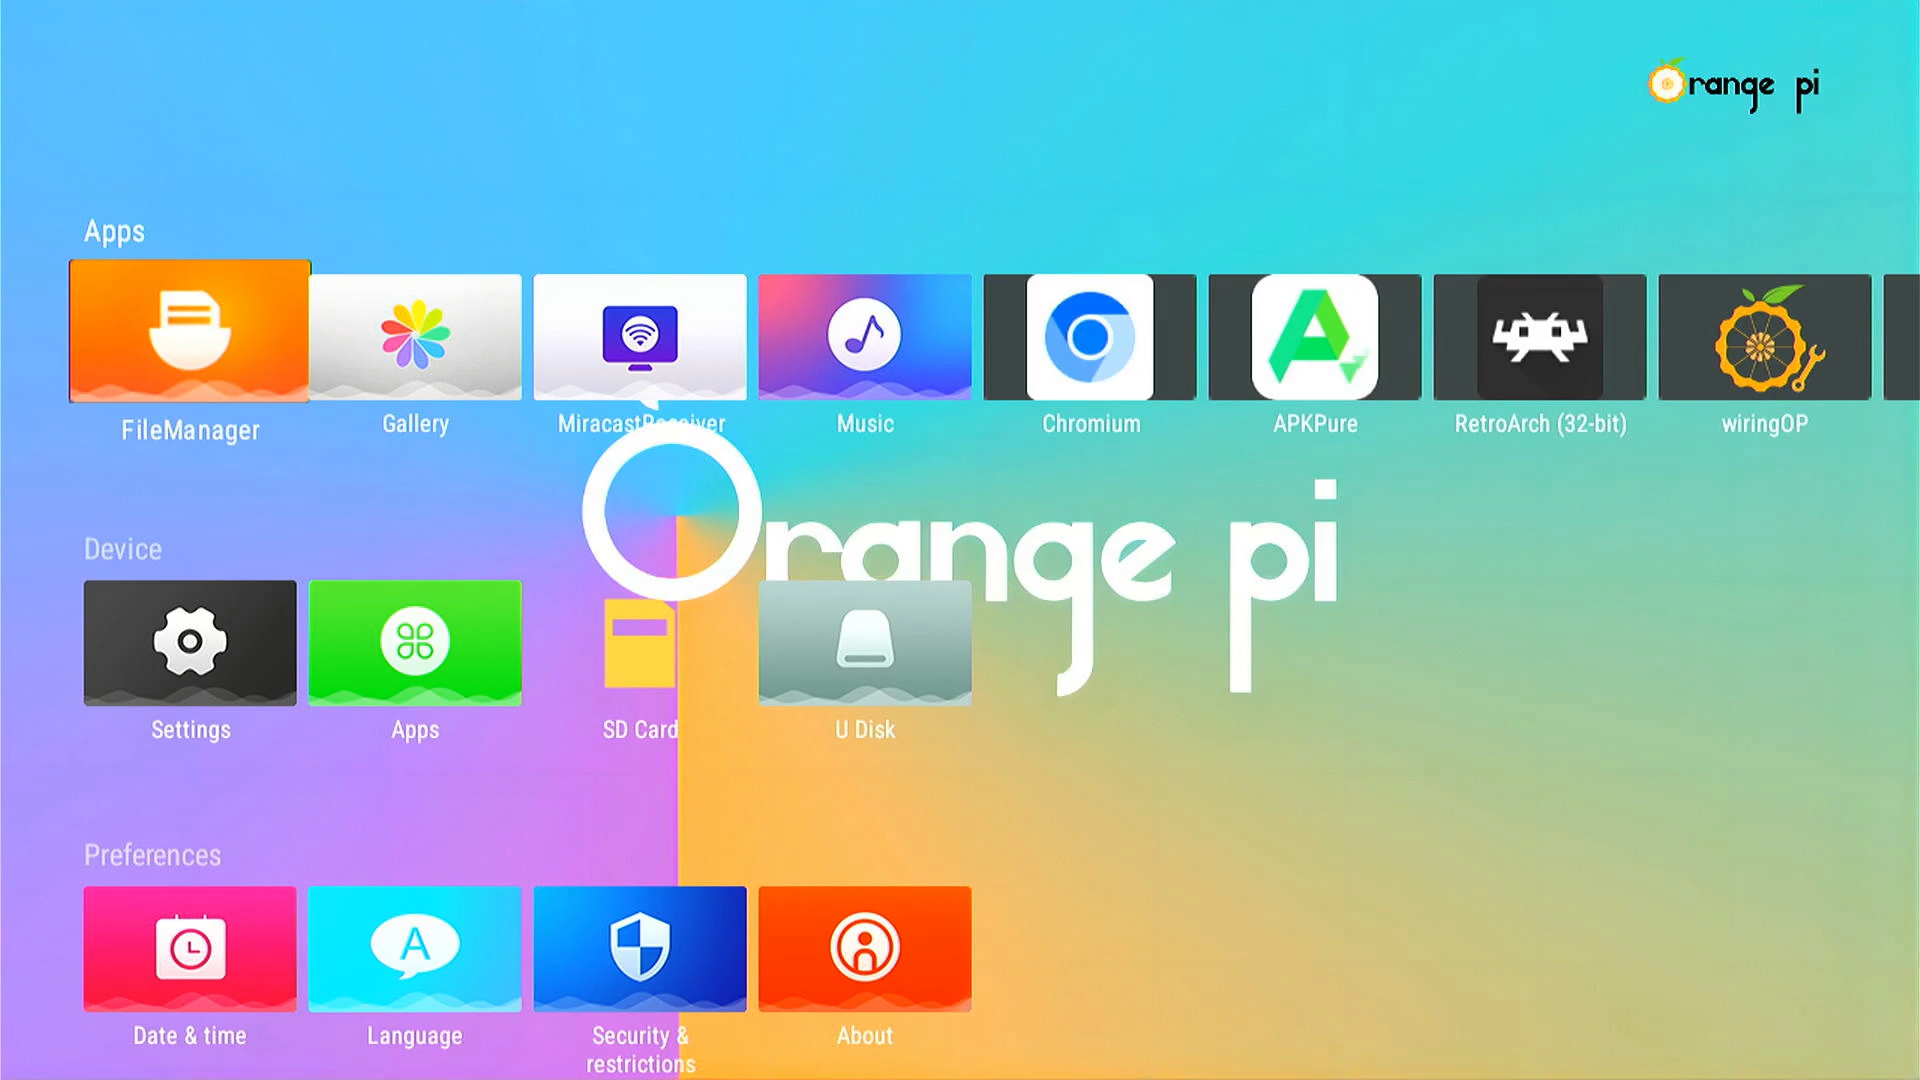 Orange pi
Apps
FileManager
Gallery
MiracastReceiver
Music
Chromium
APKPure
RetroArch (32-bit)
wiringOP
Orange pi
Device
Settings
Apps
SD Card
U Disk
Preferences
Date & time
Language
Security &
restrictions
About